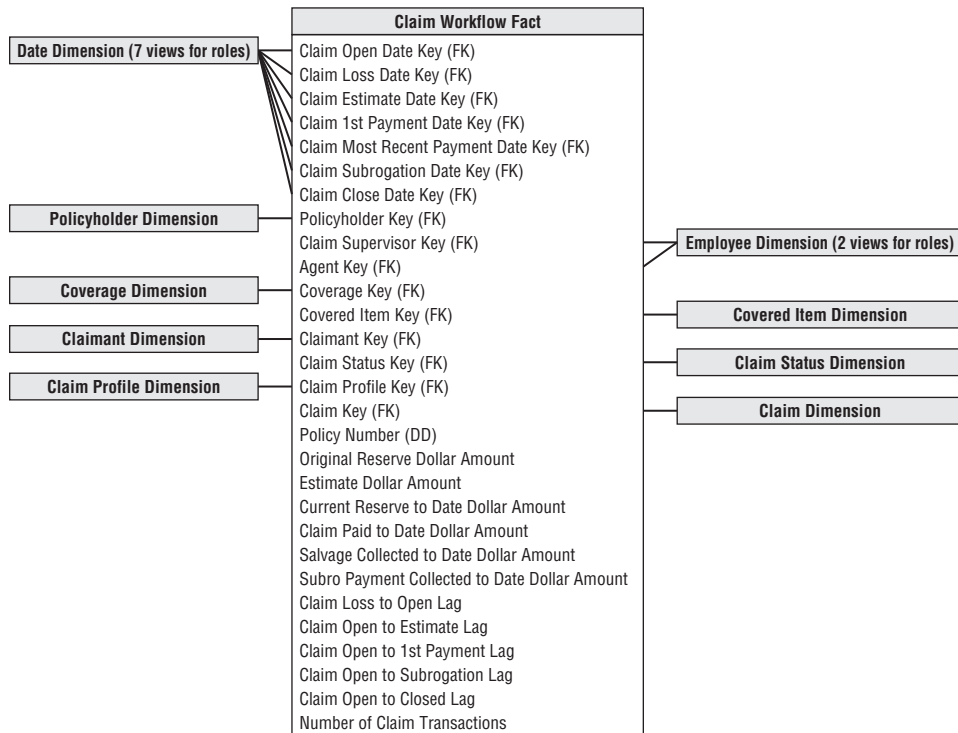 Claim Workflow Fact
Date Dimension (7 views for roles)
Claim Open Date Key (FK)
Claim Loss Date Key (FK)
Claim Estimate Date Key (FK)
Claim 1st Payment Date Key (FK)
Claim Most Recent Payment Date Key (FK)
Claim Subrogation Date Key (FK)
Claim Close Date Key (FK)
Policyholder Dimension
Policyholder Key (FK)
Claim Supervisor Key (FK)
Employee Dimension (2 views for roles)
Agent Key (FK)
Coverage Dimension
Coverage Key (FK)
Covered Item Key (FK)
Covered Item Dimension
Claimant Dimension
Claimant Key (FK)
Claim Status Key (FK)
Claim Status Dimension
Claim Profile Dimension
Claim Profile Key (FK)
Claim Key (FK)
Claim Dimension
Policy Number (DD)
Original Reserve Dollar Amount
Estimate Dollar Amount
Current Reserve to Date Dollar Amount
Claim Paid to Date Dollar Amount
Salvage Collected to Date Dollar Amount
Subro Payment Collected to Date Dollar Amount
Claim Loss to Open Lag
Claim Open to Estimate Lag
Claim Open to 1st Payment Lag
Claim Open to Subrogation Lag
Claim Open to Closed Lag
Number of Claim Transactions